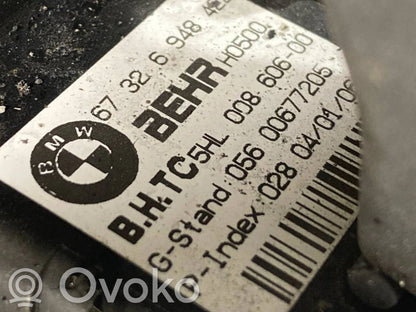 67 32 6 948
BMW
BEHR H0500
B.H.TC 5HL 008 606-00
G-Stand: 056 00677205
Index: 028 04/01/06
Ovoko